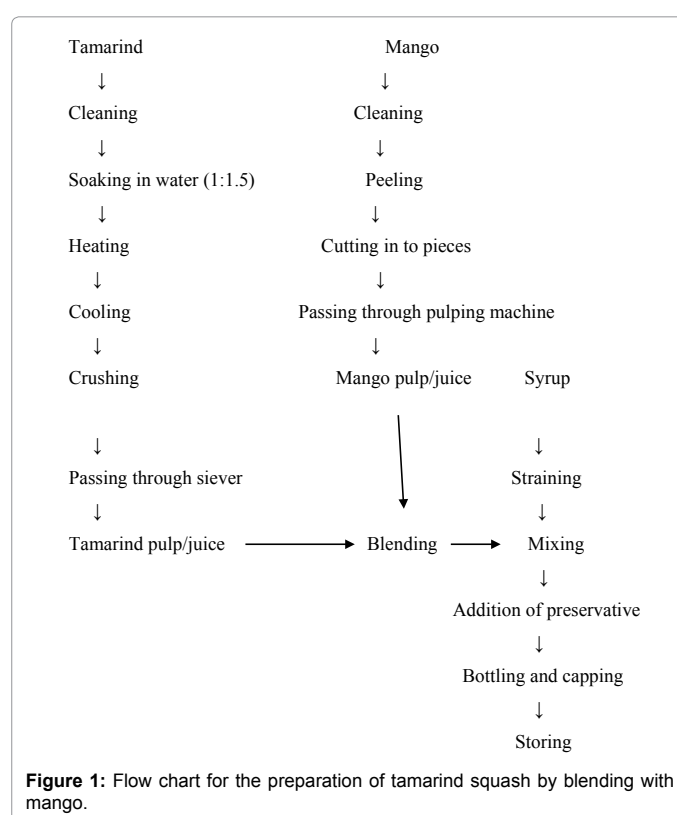 Tamarind Mango
↓ ↓
Cleaning Cleaning
↓ ↓
Soaking in water (1:1.5) Peeling
↓ ↓
Heating Cutting in to pieces
↓ ↓
Cooling Passing through pulping machine
↓ ↓
Crushing Mango pulp/juice Syrup
↓ ↓
Passing through siever Straining
↓ ↓
Tamarind pulp/juice Blending Mixing
↓
Addition of preservative
↓
Bottling and capping
↓
Storing
Figure 1: Flow chart for the preparation of tamarind squash by blending with
mango.